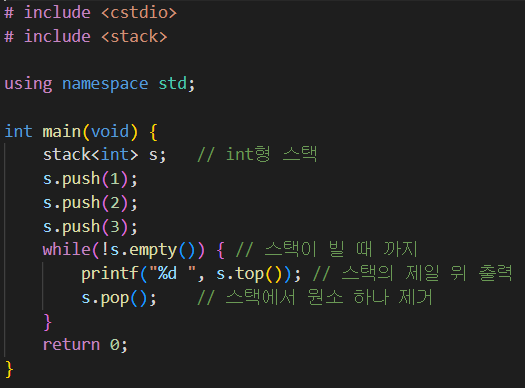 # include <cstdio>
# include <stack>
using namespace std;
int main(void) {
stack<int> s; // int형 스택
s.push(1);
s.push(2);
s.push(3);
while(!s.empty()) { // 스택이 빌 때 까지
printf("%d ", s.top()); // 스택의 제일 위 출력
s.pop(); // 스택에서 원소 하나 제거
}
return 0;
}